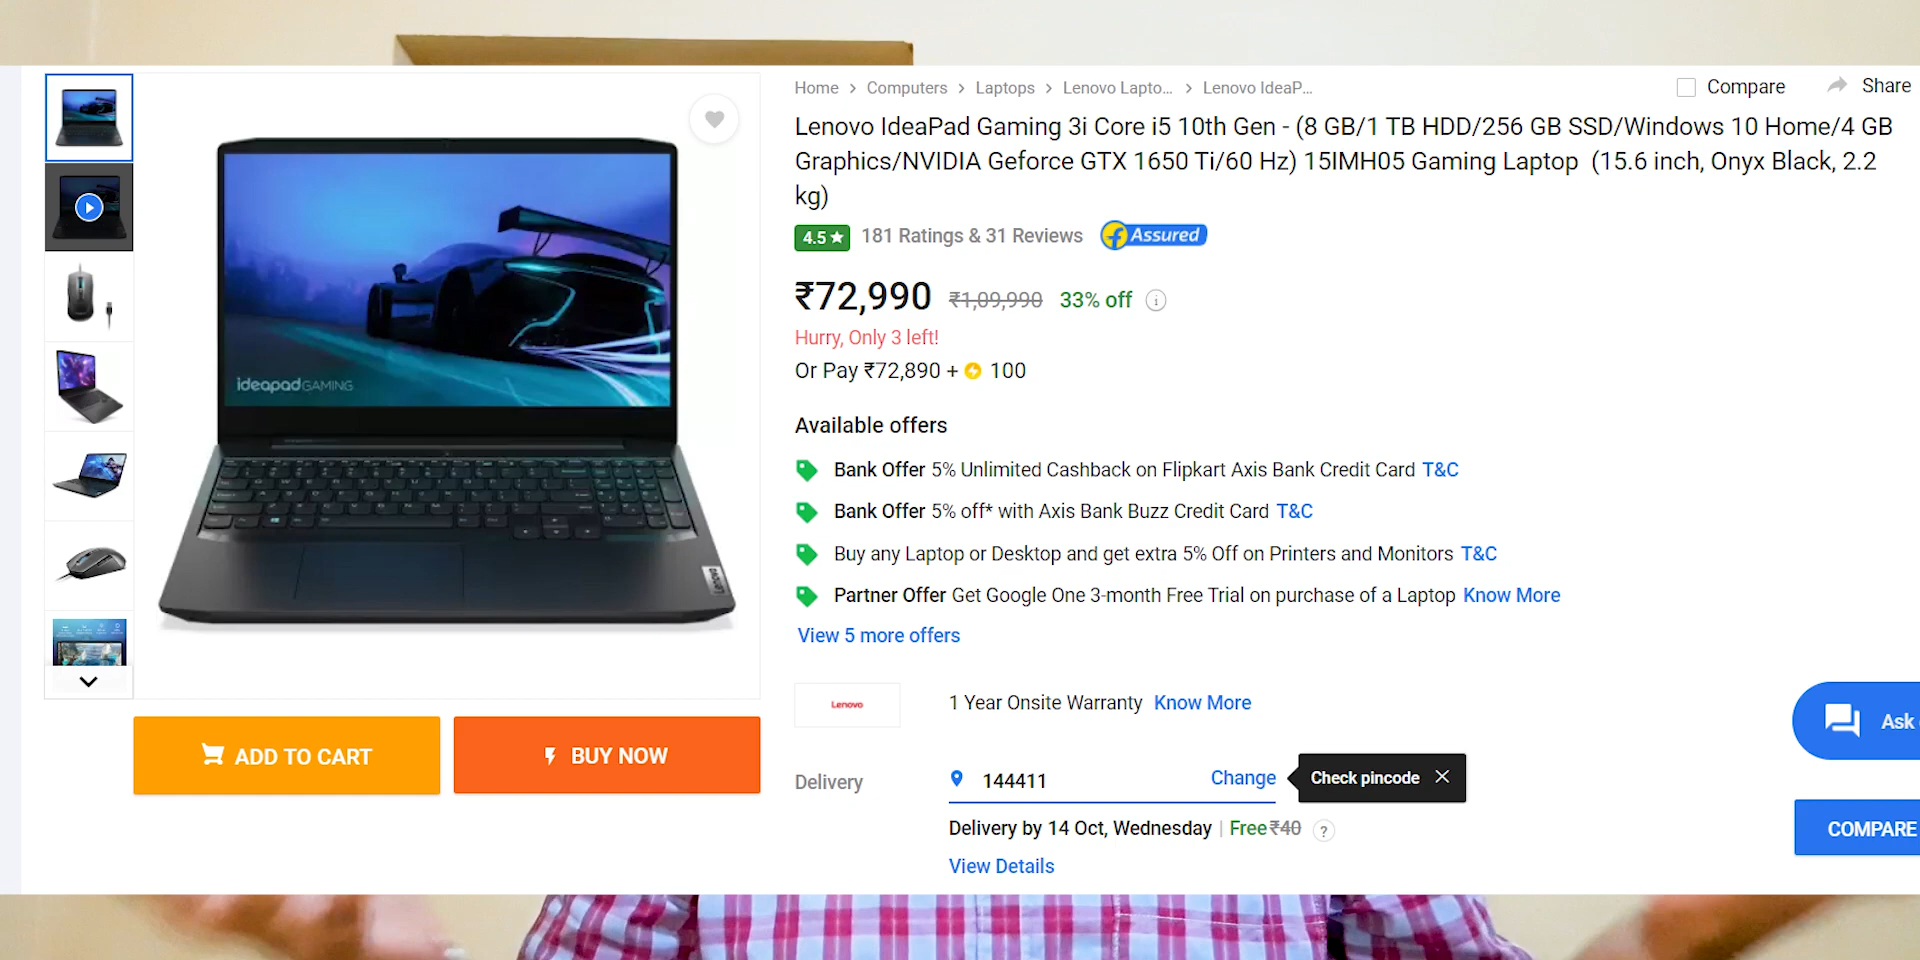 Home > Computers > Laptops > Lenovo Lapto... > Lenovo IdeaP...
Compare
Share
Lenovo IdeaPad Gaming 3i Core i5 10th Gen - (8 GB/1 TB HDD/256 GB SSD/Windows 10 Home/4 GB
Graphics/NVIDIA Geforce GTX 1650 Ti/60 Hz) 15IMH05 Gaming Laptop (15.6 inch, Onyx Black, 2.2
kg)
4.5★ 181 Ratings & 31 Reviews Assured
₹72,990 ₹1,09,990 33% off
Hurry, Only 3 left!
Or Pay ₹72,890 + 100
Available offers
Bank Offer 5% Unlimited Cashback on Flipkart Axis Bank Credit Card T&C
Bank Offer 5% off* with Axis Bank Buzz Credit Card T&C
Buy any Laptop or Desktop and get extra 5% Off on Printers and Monitors T&C
Partner Offer Get Google One 3-month Free Trial on purchase of a Laptop Know More
View 5 more offers
ideapad GAMING
Lenovo
ADD TO CART
BUY NOW
Lenovo
1 Year Onsite Warranty Know More
Delivery
144411 Change
Check pincode
Delivery by 14 Oct, Wednesday | Free ₹40 ?
View Details
Ask
COMPARE